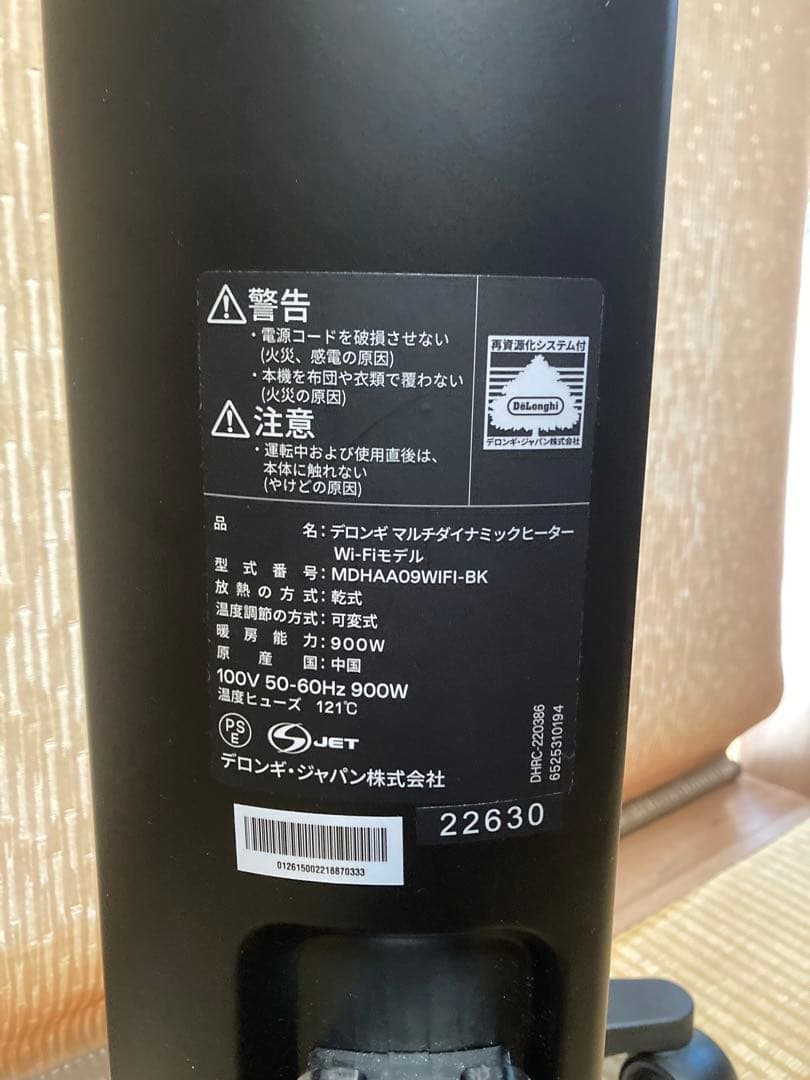 警告
・電源コードを破損させない
(火災、感電の原因)
・本機を布団や衣類で覆わない
(火災の原因)
注意
・運転中および使用直後は、
本体に触れない
(やけどの原因)
再資源化システム付
DeLonghi
デロンギ・ジャパン株式会社
品名:デロンギ マルチダイナミックヒーター
Wi-Fiモデル
型式番号:MDHAA09WIFI-BK
放熱の方式:乾式
温度調節の方式:可変式
暖房能力:900W
原産国:中国
100V 50-60Hz 900W
温度ヒューズ 121℃
PS
E
S JET
デロンギ・ジャパン株式会社
DHRC-220386
6525310194
22630
012615002218870333